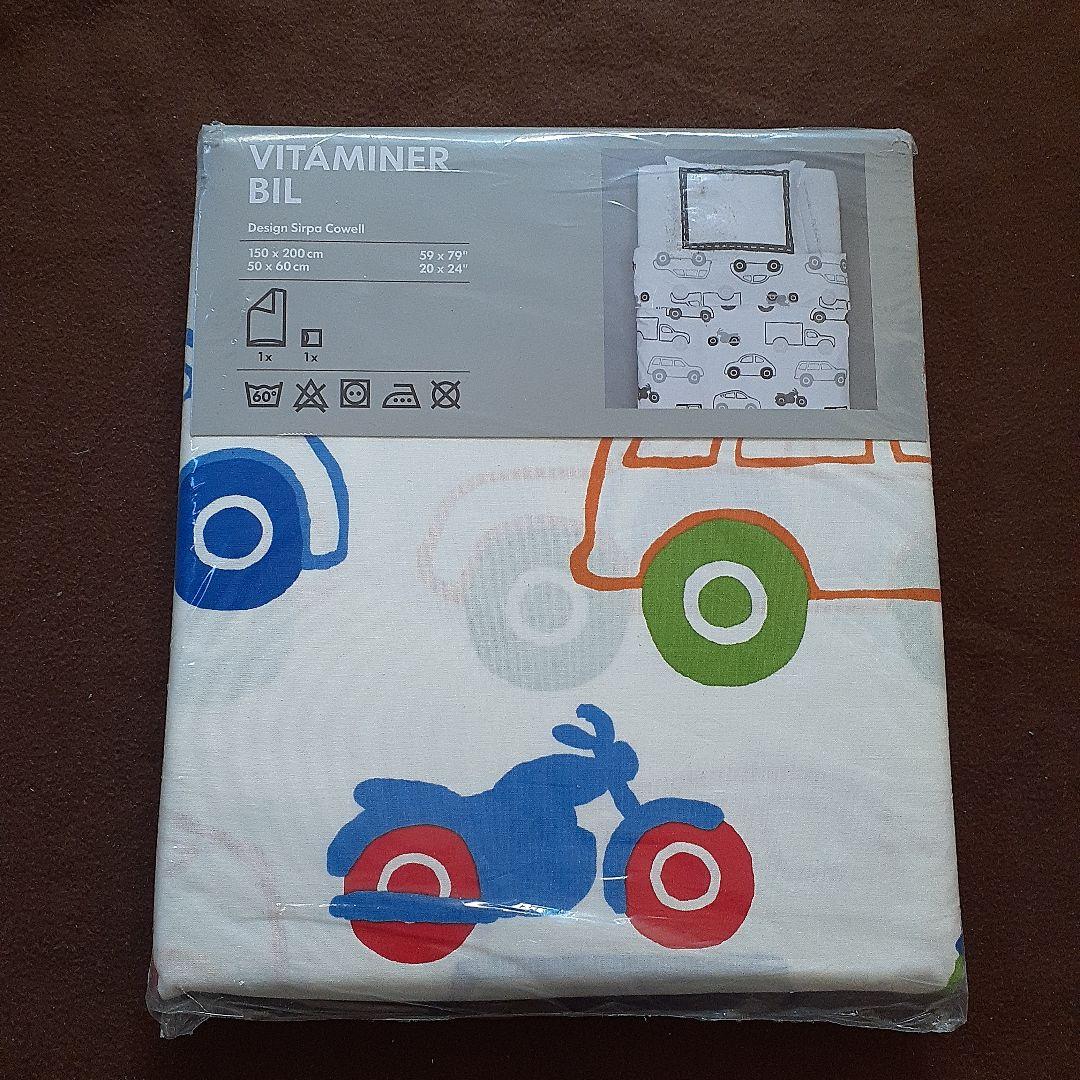 VITAMINER
BIL
Design Sirpa Cowell
150 x 200 cm 59 x 79"
50 x 60 cm 20 x 24"
1x 1x
60°